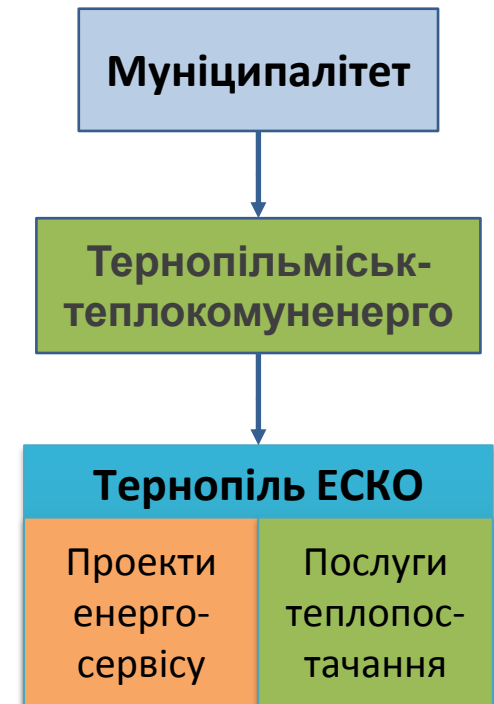 Муніципалітет
Тернопільміськ-
теплокомуненерго
Тернопіль ЕСКО
Проекти
енерго-
сервісу
Послуги
теплопос-
тачання